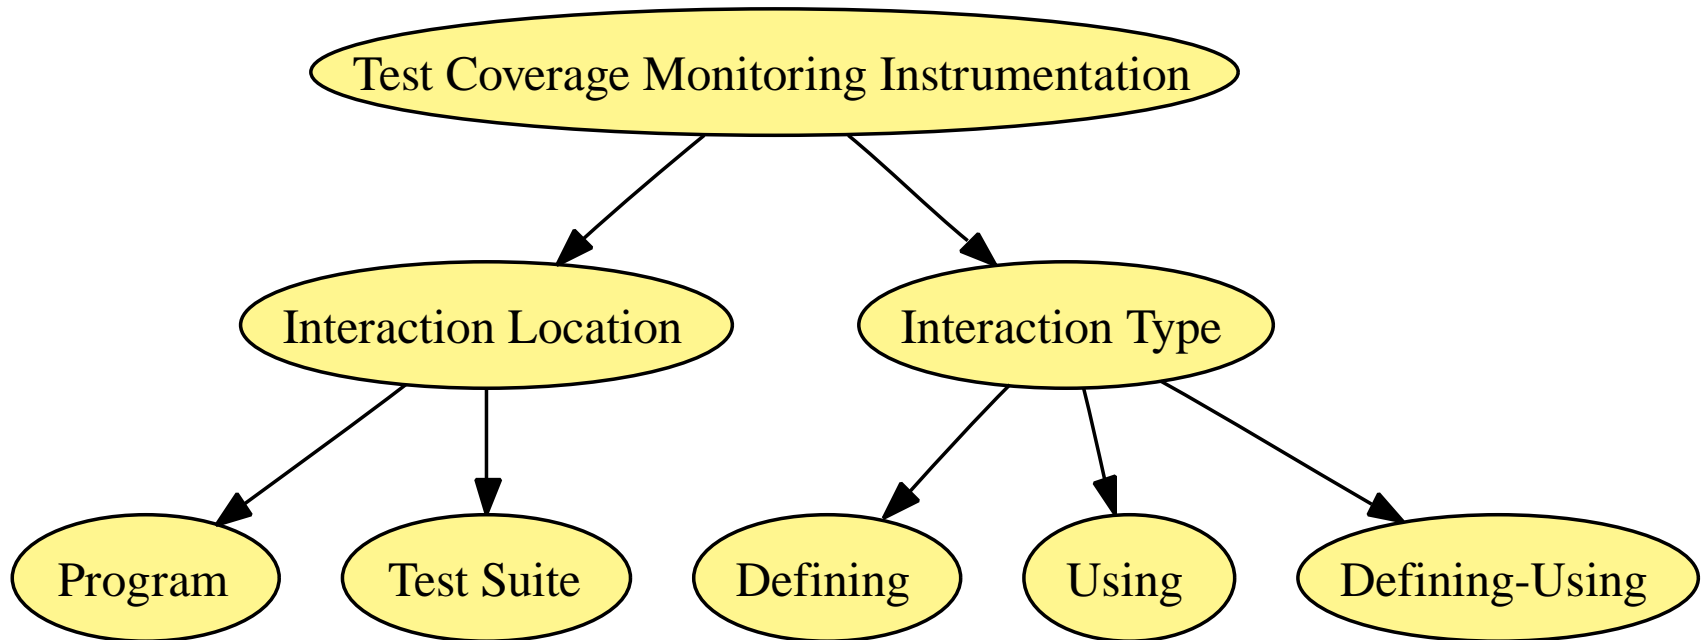 Test Coverage Monitoring Instrumentation
Interaction Location
Interaction Type
Program
Test Suite
Defining
Using
Defining-Using